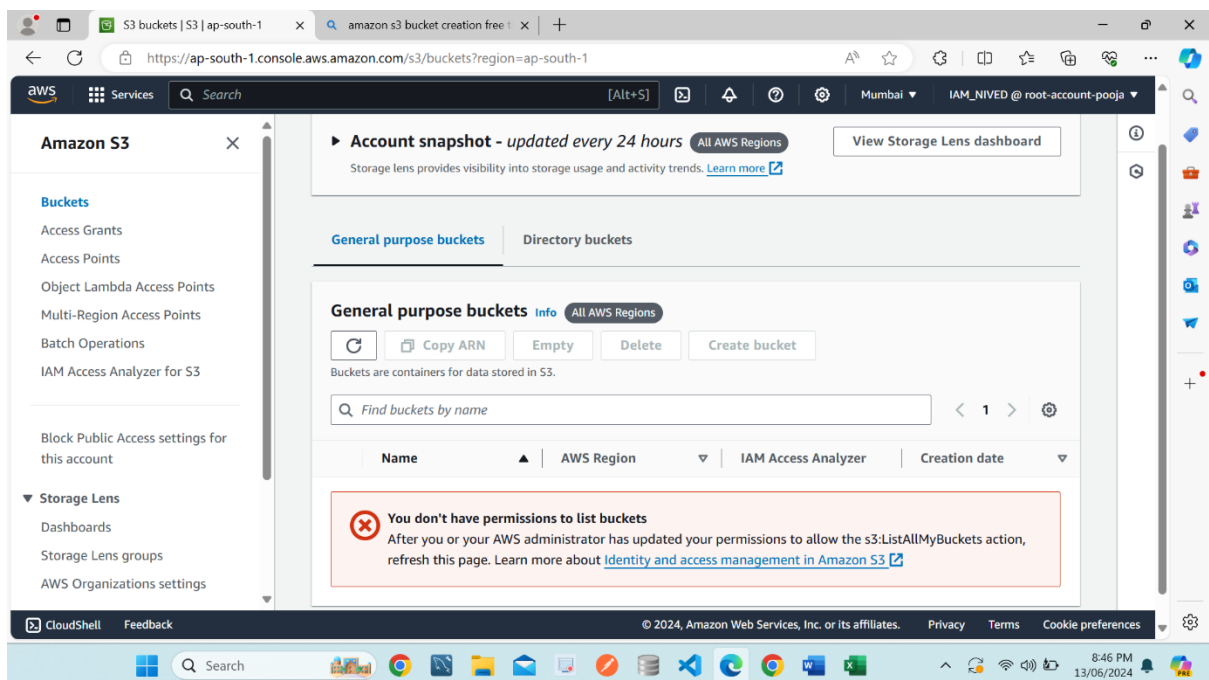 S3 buckets | S3 | ap-south-1
amazon s3 bucket creation free t
https://ap-south-1.console.aws.amazon.com/s3/buckets?region=ap-south-1
aws
Services
Search
[Alt+S]
Mumbai
IAM_NIVED @ root-account-pooja
Amazon S3
Buckets
Access Grants
Access Points
Object Lambda Access Points
Multi-Region Access Points
Batch Operations
IAM Access Analyzer for S3
Block Public Access settings for
this account
Storage Lens
Dashboards
Storage Lens groups
AWS Organizations settings
Account snapshot - updated every 24 hours All AWS Regions
View Storage Lens dashboard
Storage lens provides visibility into storage usage and activity trends. Learn more
General purpose buckets
Directory buckets
General purpose buckets Info All AWS Regions
Copy ARN
Empty
Delete
Create bucket
Buckets are containers for data stored in S3.
Find buckets by name
1
Name
AWS Region
IAM Access Analyzer
Creation date
You don't have permissions to list buckets
After you or your AWS administrator has updated your permissions to allow the s3:ListAllMyBuckets action,
refresh this page. Learn more about Identity and access management in Amazon S3
CloudShell
Feedback
© 2024, Amazon Web Services, Inc. or its affiliates.
Privacy
Terms
Cookie preferences
Search
8:46 PM
13/06/2024
PRE